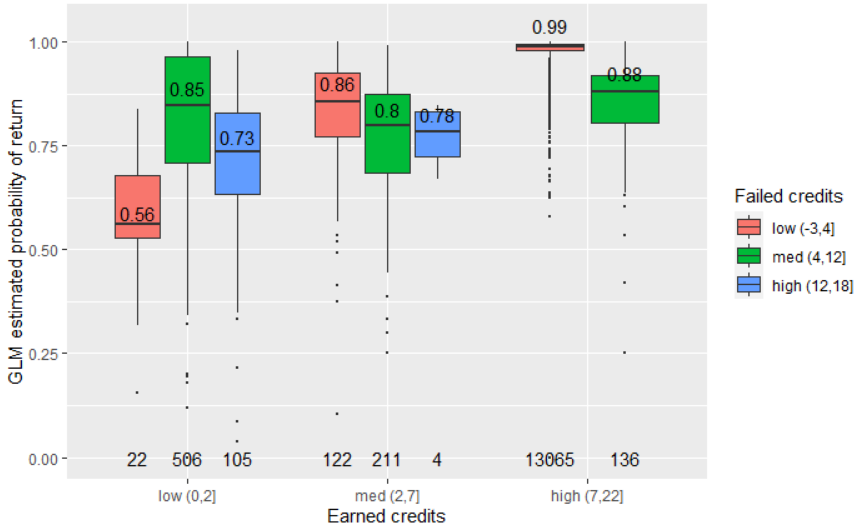 0.99
1.00
0.85
0.86
0.88
0.8
0.78
0.75
0.73
0.56
0.50
0.25
0.00
22 506 105 122 211 4 13065 136
low (0,2] med (2,7] high (7,22]
Earned credits
GLM estimated probability of return
Failed credits
low (-3,4]
med (4,12]
high (12,18]